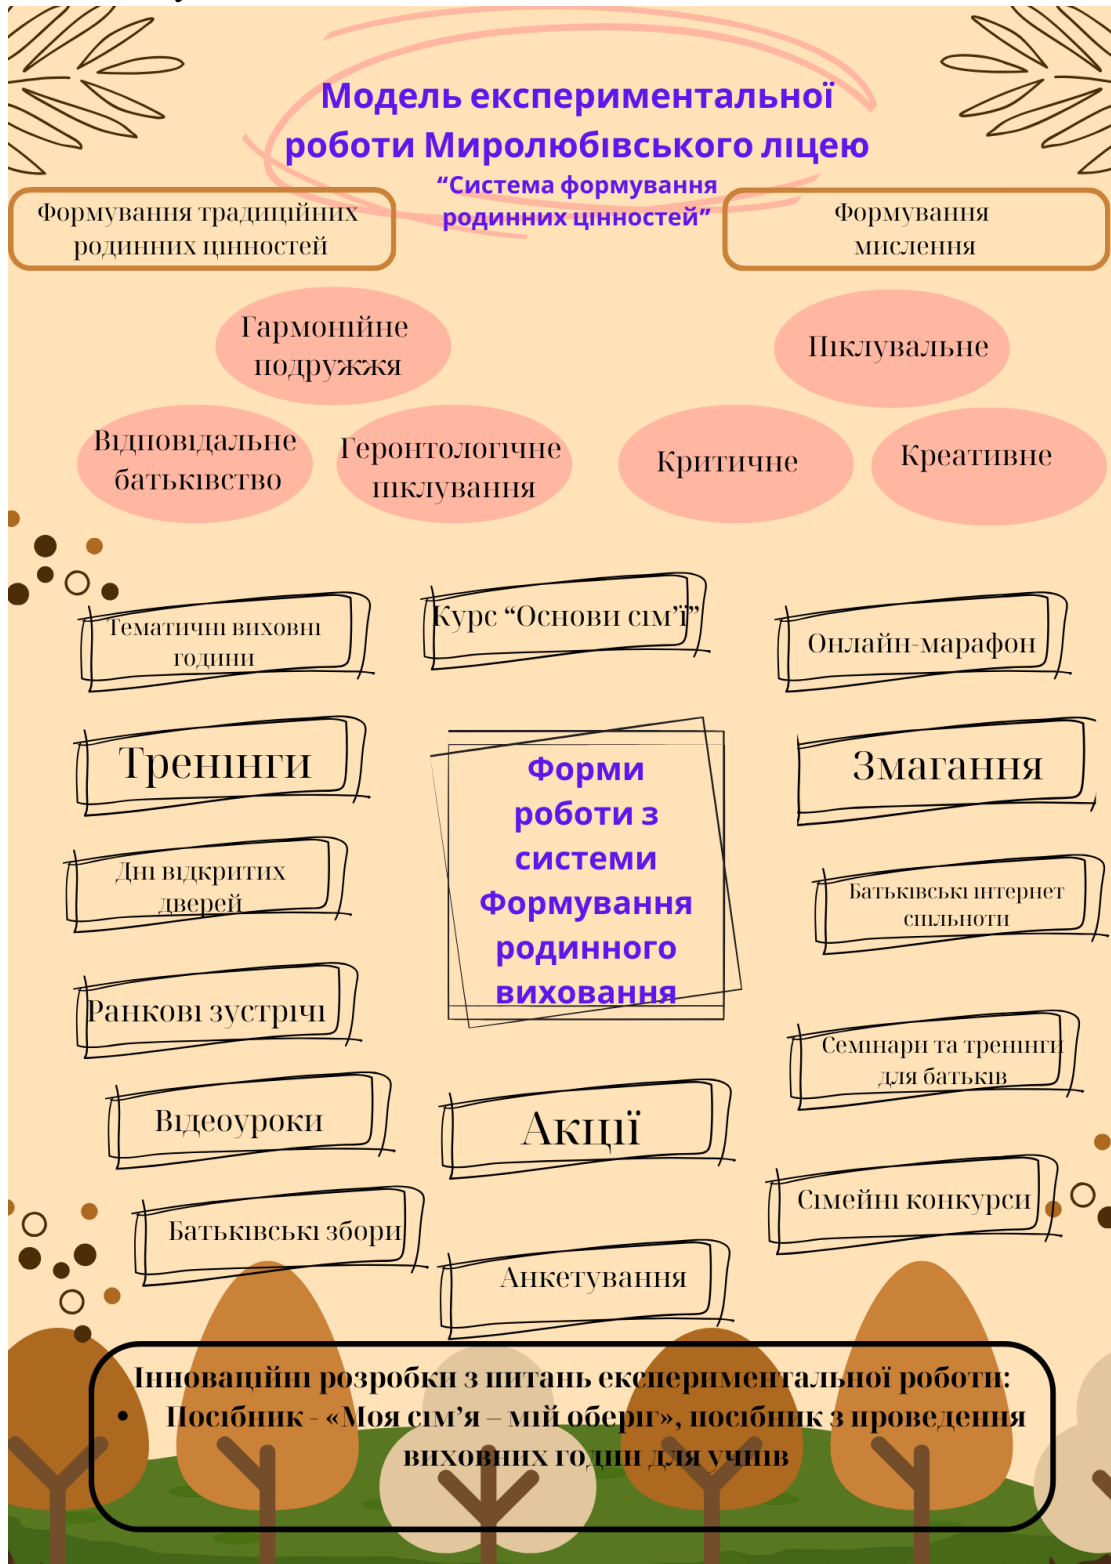 Модель експериментальної
роботи Миролюбівського ліцею
“Система формування
родинних цінностей”
Формування традиційних
родинних цінностей
Формування
мислення
Гармонійне
подружжя
Відповідальне
батьківство
Геронтологічне
піклування
Піклувальне
Критичне
Креативне
Тематичні виховні
години
Курс “Основи сім’ї”
Онлайн-марафон
Тренінги
Змагання
Форми
роботи з
системи
Формування
родинного
виховання
Дні відкритих
дверей
Батьківські інтернет
спільноти
Ранкові зустрічі
Семінари та тренінги
для батьків
Відеоуроки
Акції
Сімейні конкурси
Батьківські збори
Анкетування
Інноваційні розробки з питань експериментальної роботи:
• Посібник - «Моя сім’я – мій оберіг», посібник з проведення
виховних годин для учнів